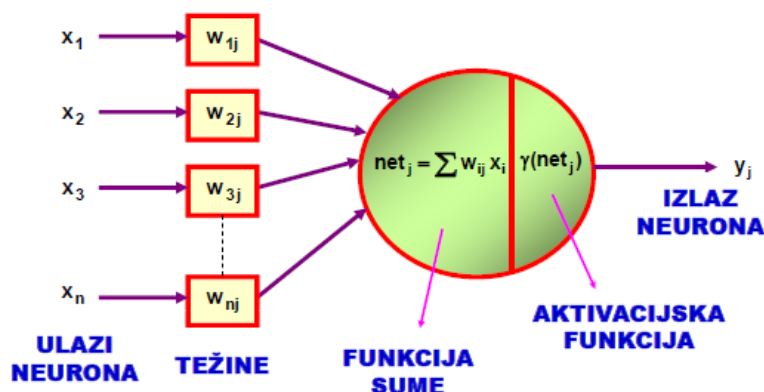 x1
w1j
x2
w2j
x3
w3j
xn
wnj
netj = ∑ wij xi
γ(netj)
yj
IZLAZ
NEURONA
AKTIVACIJSKA
FUNKCIJA
ULAZI
NEURONA
TEŽINE
FUNKCIJA
SUME